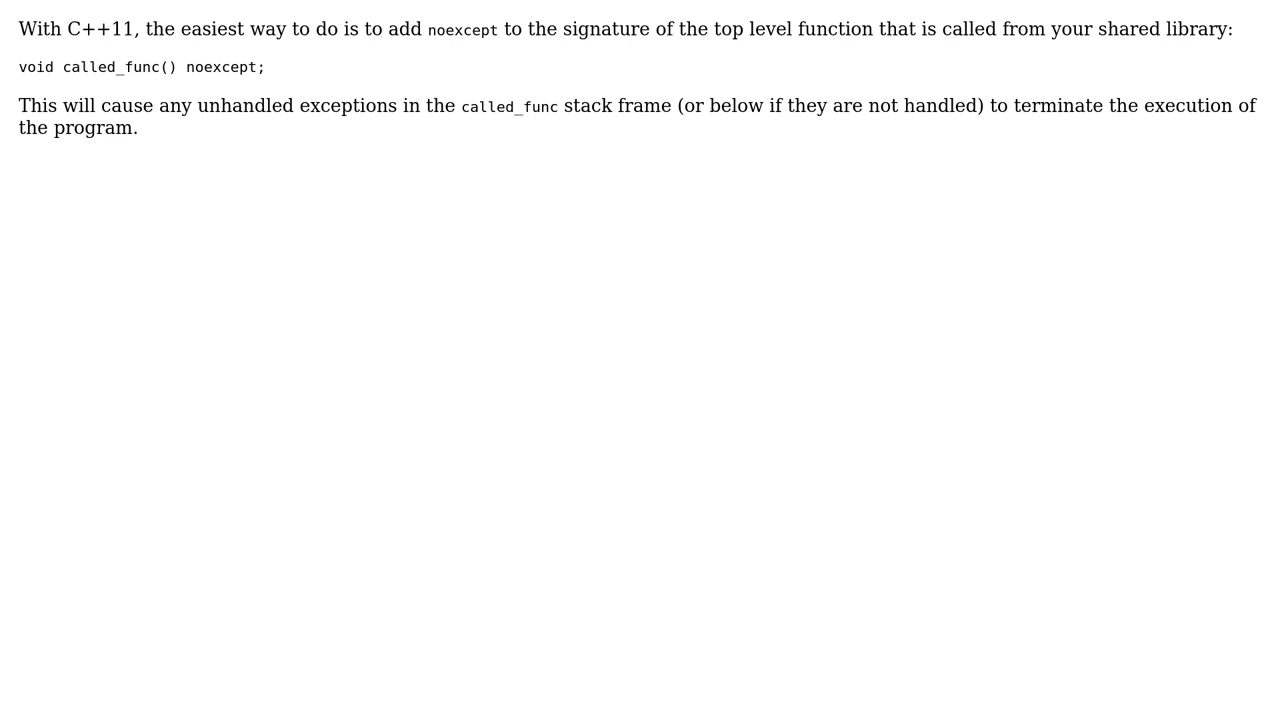 With C++11, the easiest way to do is to add noexcept to the signature of the top level function that is called from your shared library:
void called_func() noexcept;
This will cause any unhandled exceptions in the called_func stack frame (or below if they are not handled) to terminate the execution of
the program.